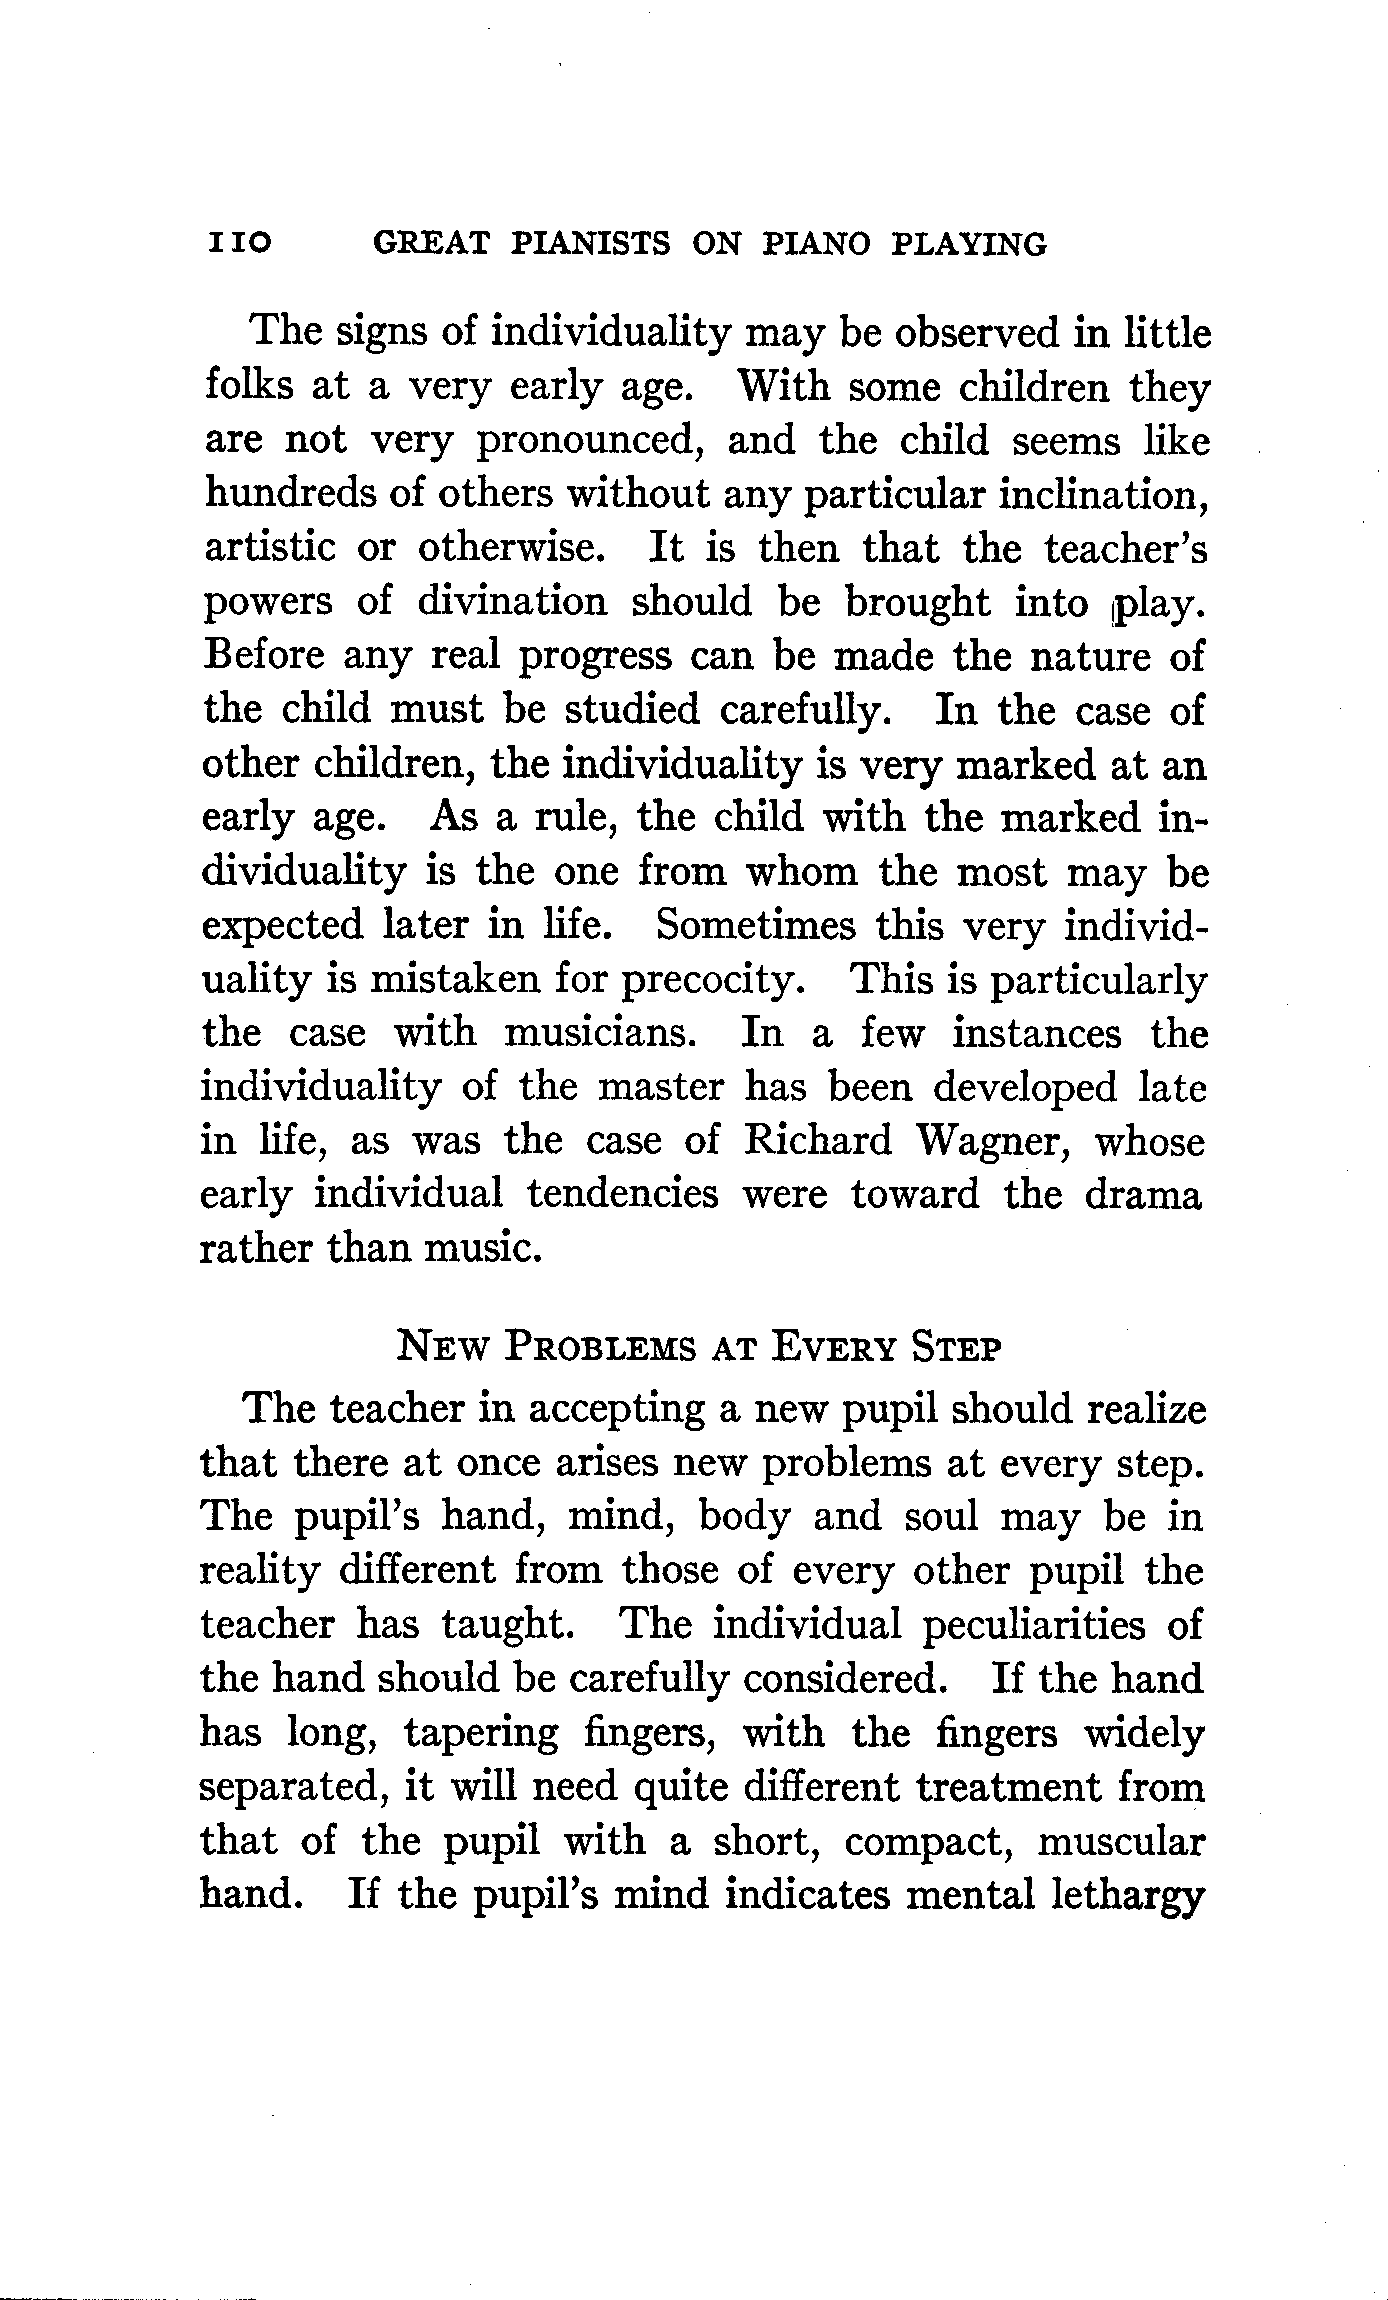 110 GREAT PIANISTS ON PIANO PLAYING
The signs of individuality may be observed in little
folks at a very early age. With some children they
are not very pronounced, and the child seems like
hundreds of others without any particular inclination,
artistic or otherwise. It is then that the teacher's
powers of divination should be brought into play.
Before any real progress can be made the nature of
the child must be studied carefully. In the case of
other children, the individuality is very marked at an
early age. As a rule, the child with the marked in-
dividuality is the one from whom the most may be
expected later in life. Sometimes this very individ-
uality is mistaken for precocity. This is particularly
the case with musicians. In a few instances the
individuality of the master has been developed late
in life, as was the case of Richard Wagner, whose
early individual tendencies were toward the drama
rather than music.
NEW PROBLEMS AT EVERY STEP
The teacher in accepting a new pupil should realize
that there at once arises new problems at every step.
The pupil's hand, mind, body and soul may be in
reality different from those of every other pupil the
teacher has taught. The individual peculiarities of
the hand should be carefully considered. If the hand
has long, tapering fingers, with the fingers widely
separated, it will need quite different treatment from
that of the pupil with a short, compact, muscular
hand. If the pupil's mind indicates mental lethargy